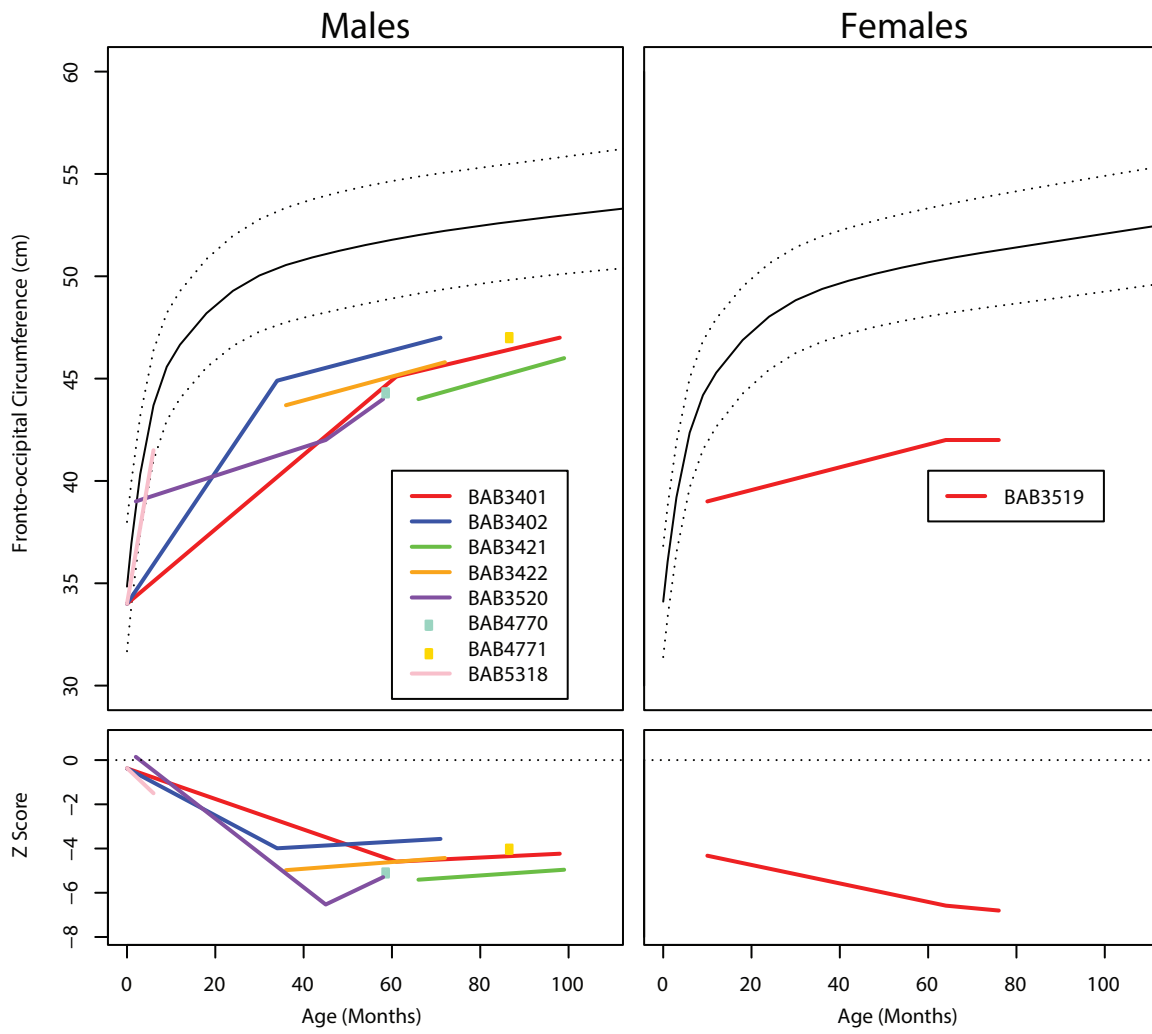 Males
Females
Fronto-occipital Circumference (cm)
60
55
50
45
40
35
30
BAB3401
BAB3402
BAB3421
BAB3422
BAB3520
BAB4770
BAB4771
BAB5318
BAB3519
Z Score
0
−2
−4
−6
−8
0 20 40 60 80 100
0 20 40 60 80 100
Age (Months)
Age (Months)